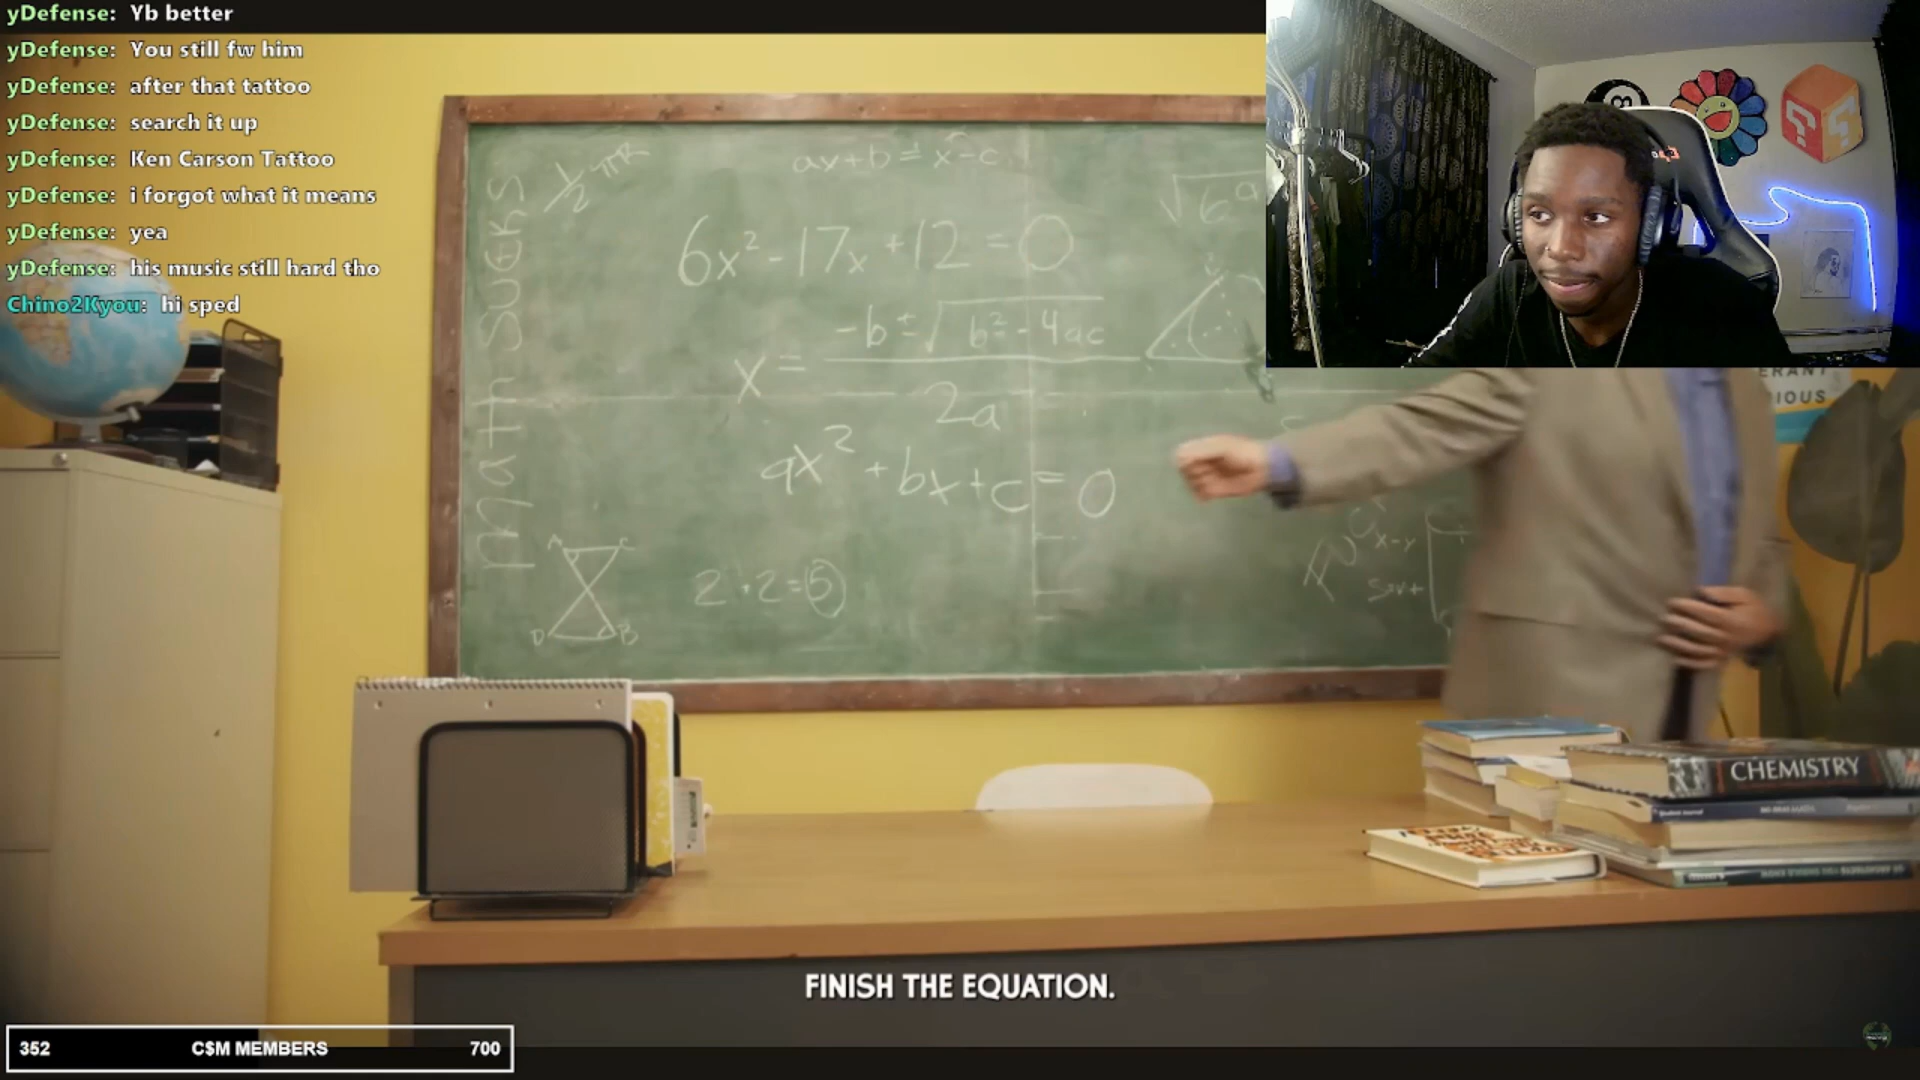 yDefense: Yb better
yDefense: You still fw him
yDefense: after that tattoo
yDefense: search it up
yDefense: Ken Carson Tattoo
yDefense: i forgot what it means
yDefense: yea
yDefense: his music still hard tho
Chino2Kyou: hi sped
math sucks
ax+b = x-c
6x² - 17x + 12 = 0
x = -b ± √b² - 4ac
2a
ax² + bx + c = 0
A C
D B
2 + 2 = 5
x-y
CHEMISTRY
FINISH THE EQUATION.
352 C$M MEMBERS 700